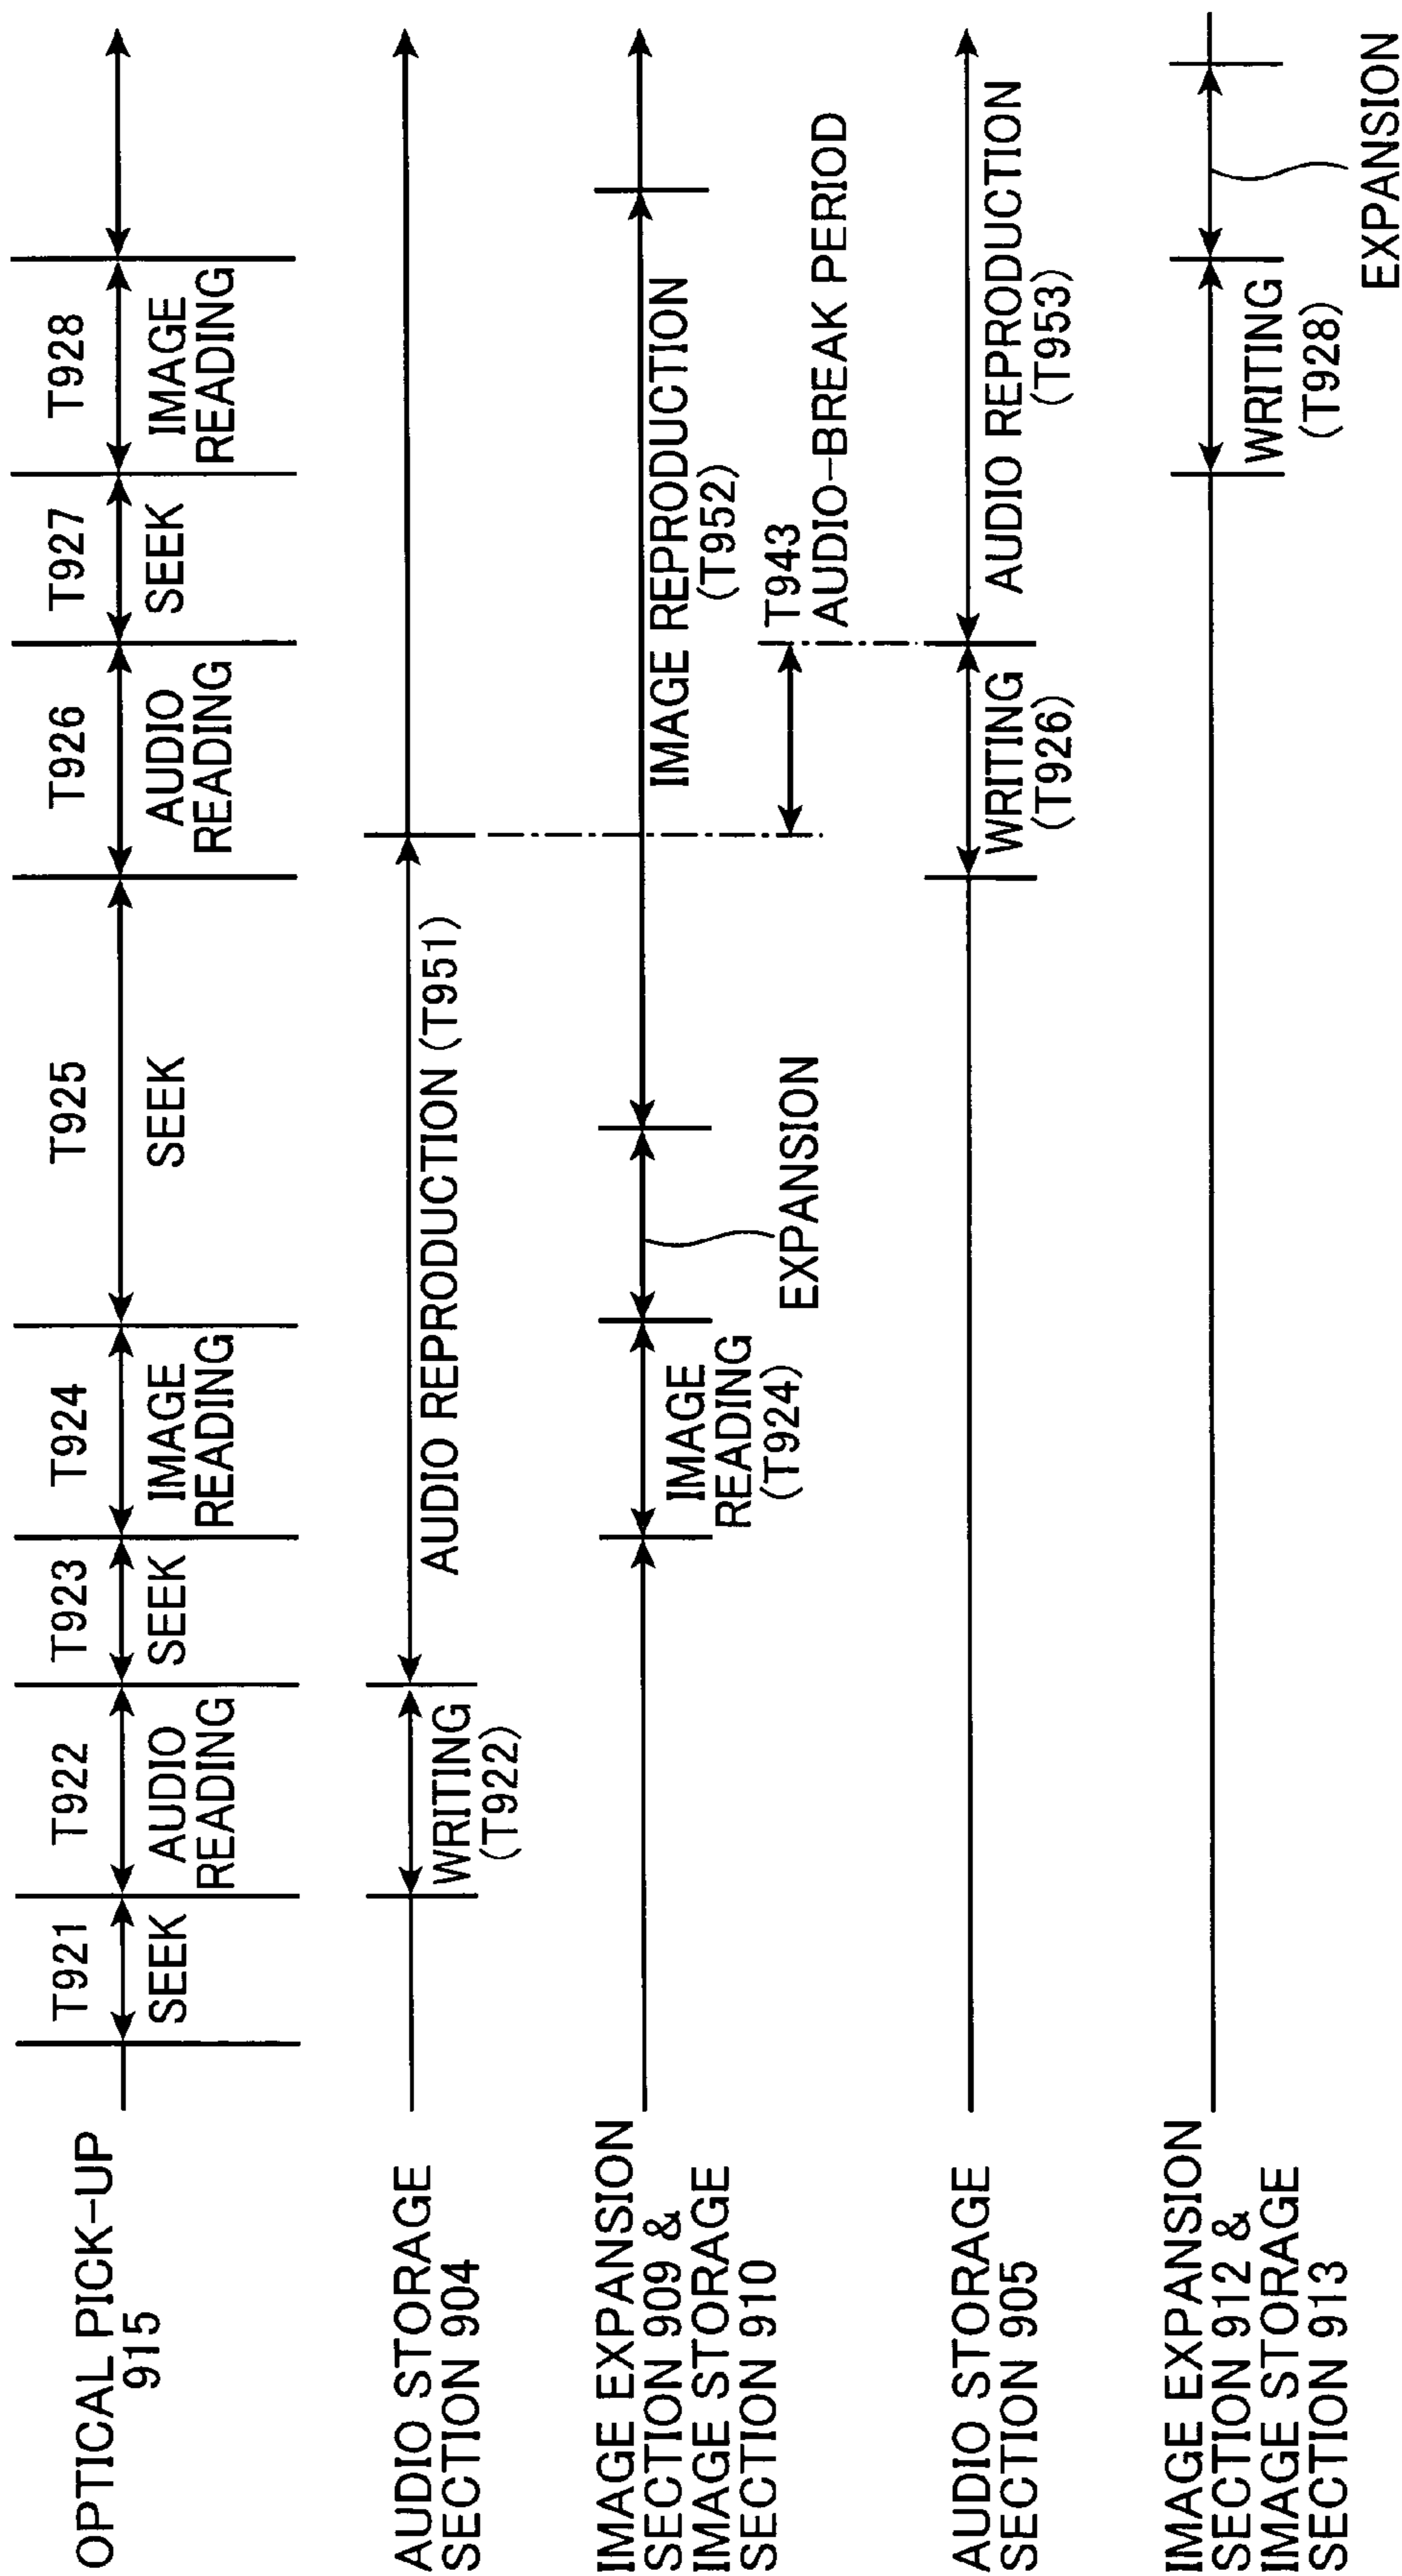 OPTICAL PICK-UP
915
T921
SEEK
T922
AUDIO
READING
T923
SEEK
T924
IMAGE
READING
T925
SEEK
T926
AUDIO
READING
T927
SEEK
T928
IMAGE
READING
AUDIO STORAGE
SECTION 904
WRITING
(T922)
AUDIO REPRODUCTION (T951)
IMAGE EXPANSION
SECTION 909 &
IMAGE STORAGE
SECTION 910
IMAGE
READING
(T924)
EXPANSION
IMAGE REPRODUCTION
(T952)
T943
AUDIO-BREAK PERIOD
AUDIO STORAGE
SECTION 905
WRITING
(T926)
AUDIO REPRODUCTION
(T953)
IMAGE EXPANSION
SECTION 912 &
IMAGE STORAGE
SECTION 913
WRITING
(T928)
EXPANSION